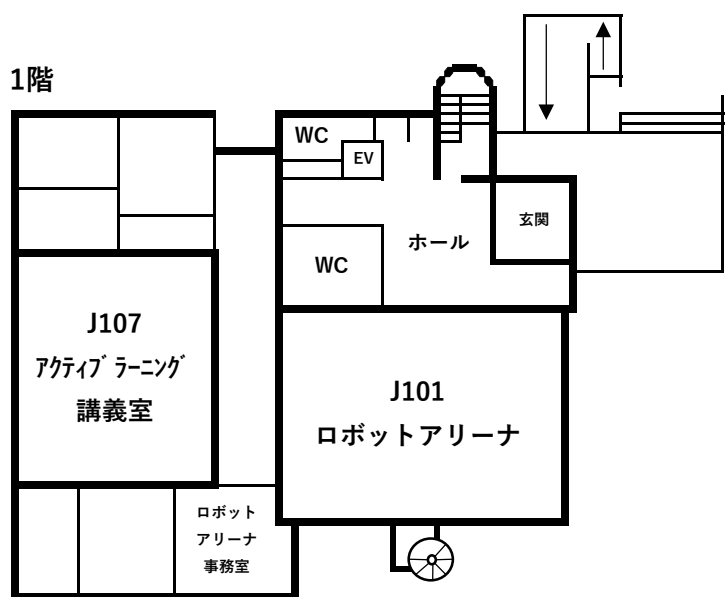 1階
WC
EV
玄関
ホール
WC
J107
アクティブラーニング
講義室
J101
ロボットアリーナ
ロボット
アリーナ
事務室